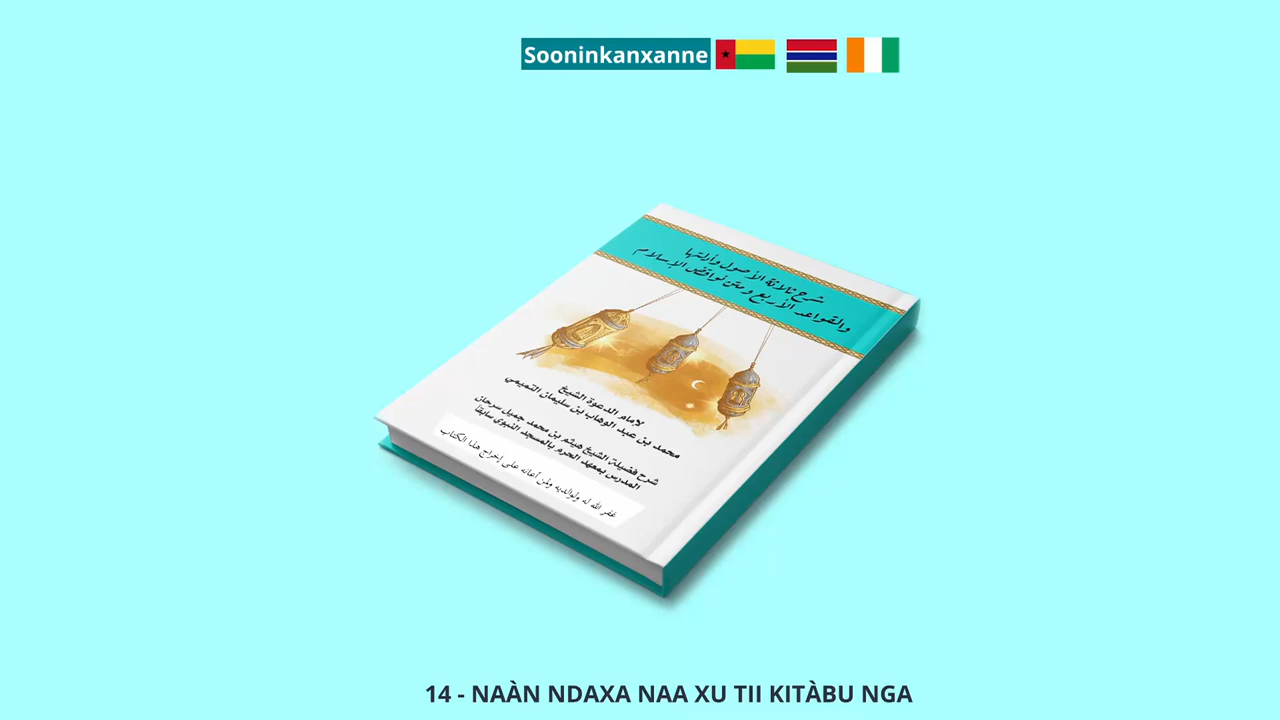 Sooninkanxanne
شرح ثلاثة الأصول وأدلتها
والقواعد الأربع و متن نواقض الإسلام
لإمام الدعوة الشيخ
محمد بن عبد الوهاب بن سليمان التميمي
شرح فضيلة الشيخ هيثم بن محمد جميل سرحان
المدرس بمعهد الحرم بالمسجد النبوي سابقا
غفر الله له ولوالديه ولمن أعانه على إخراج هذا الكتاب
14 - NAÀN NDAXA NAA XU TII KITÀBU NGA